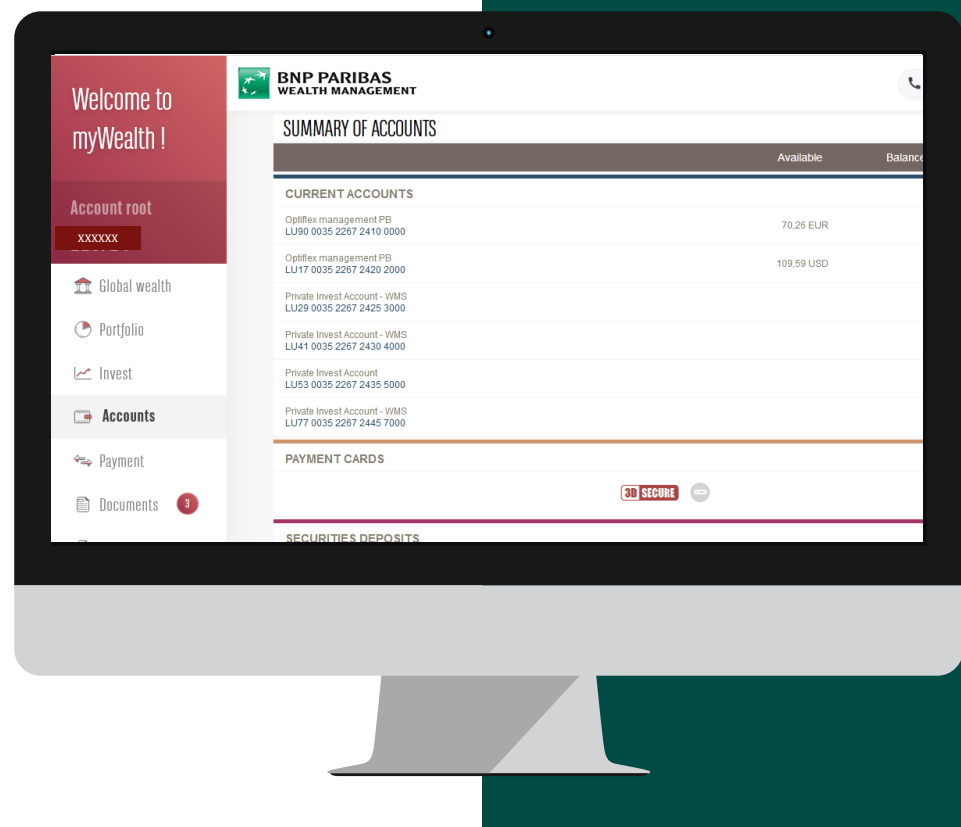 Welcome to
myWealth !
Account root
xxxxxx
Global wealth
Portfolio
Invest
Accounts
Payment
Documents 3
BNP PARIBAS
WEALTH MANAGEMENT
SUMMARY OF ACCOUNTS
Available Balance
CURRENT ACCOUNTS
Optiflex management PB
LU90 0035 2267 2410 0000 70,26 EUR
Optiflex management PB
LU17 0035 2267 2420 2000 109,59 USD
Private Invest Account - WMS
LU29 0035 2267 2425 3000
Private Invest Account - WMS
LU41 0035 2267 2430 4000
Private Invest Account
LU53 0035 2267 2435 5000
Private Invest Account - WMS
LU77 0035 2267 2445 7000
PAYMENT CARDS
3D SECURE
SECURITIES DEPOSITS